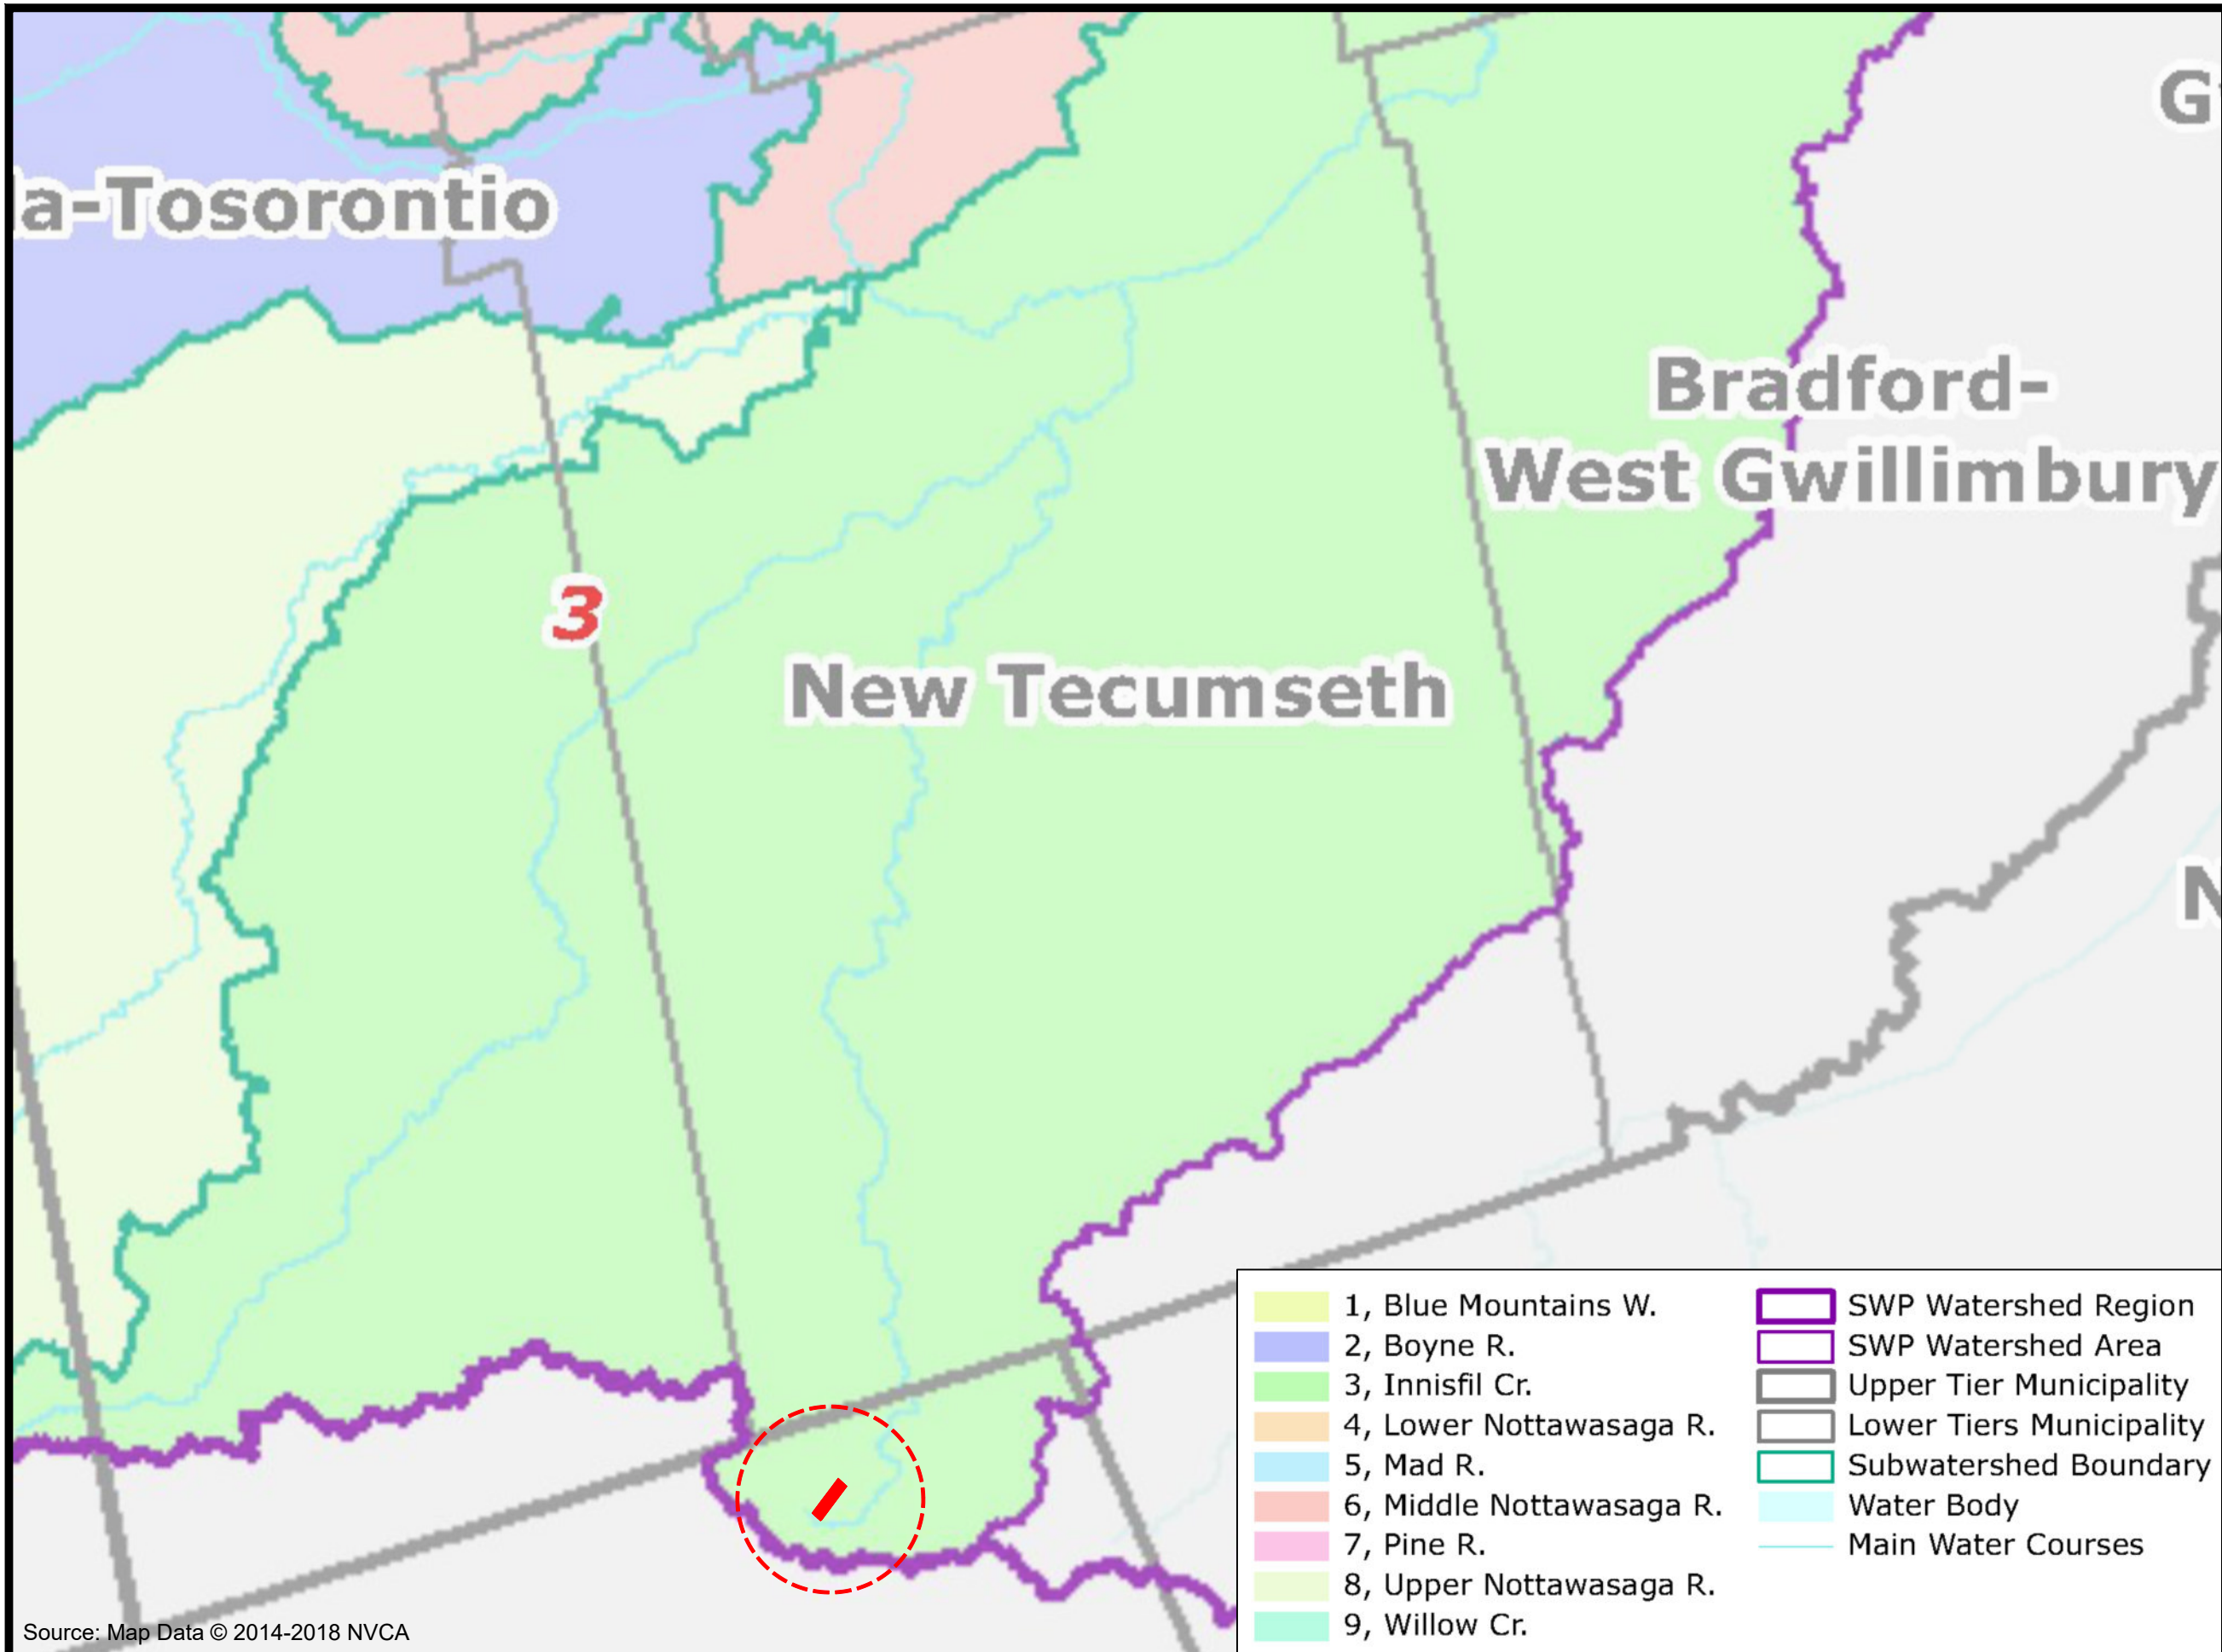 la-Tosorontio
Bradford-
West Gwillimbury
3
New Tecumseth
1, Blue Mountains W.
2, Boyne R.
3, Innisfil Cr.
4, Lower Nottawasaga R.
5, Mad R.
6, Middle Nottawasaga R.
7, Pine R.
8, Upper Nottawasaga R.
9, Willow Cr.
SWP Watershed Region
SWP Watershed Area
Upper Tier Municipality
Lower Tiers Municipality
Subwatershed Boundary
Water Body
Main Water Courses
Source: Map Data © 2014-2018 NVCA